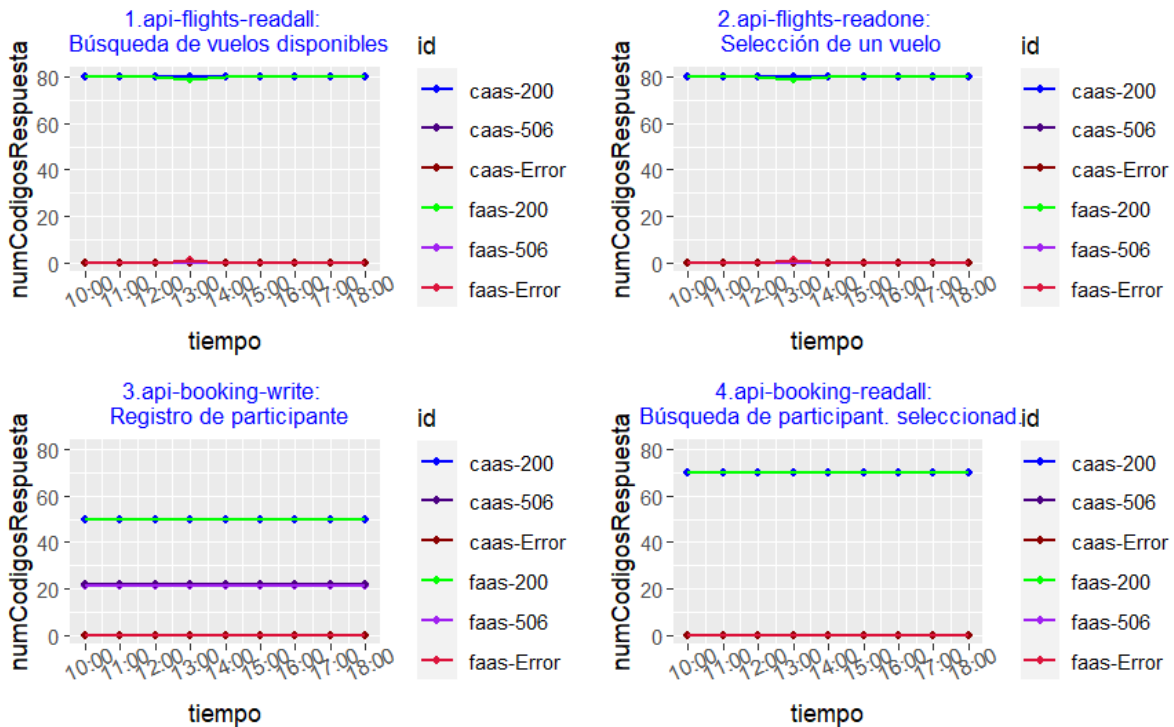 1.api-flights-readall:
Búsqueda de vuelos disponibles
numCodigosRespuesta
80
60
40
20
0
10:00 11:00 12:00 13:00 14:00 15:00 16:00 17:00 18:00
tiempo
id
caas-200
caas-506
caas-Error
faas-200
faas-506
faas-Error
2.api-flights-readone:
Selección de un vuelo
numCodigosRespuesta
80
60
40
20
0
10:00 11:00 12:00 13:00 14:00 15:00 16:00 17:00 18:00
tiempo
id
caas-200
caas-506
caas-Error
faas-200
faas-506
faas-Error
3.api-booking-write:
Registro de participante
numCodigosRespuesta
80
60
40
20
0
10:00 11:00 12:00 13:00 14:00 15:00 16:00 17:00 18:00
tiempo
id
caas-200
caas-506
caas-Error
faas-200
faas-506
faas-Error
4.api-booking-readall:
Búsqueda de participant. seleccionad.
numCodigosRespuesta
80
60
40
20
0
10:00 11:00 12:00 13:00 14:00 15:00 16:00 17:00 18:00
tiempo
id
caas-200
caas-506
caas-Error
faas-200
faas-506
faas-Error